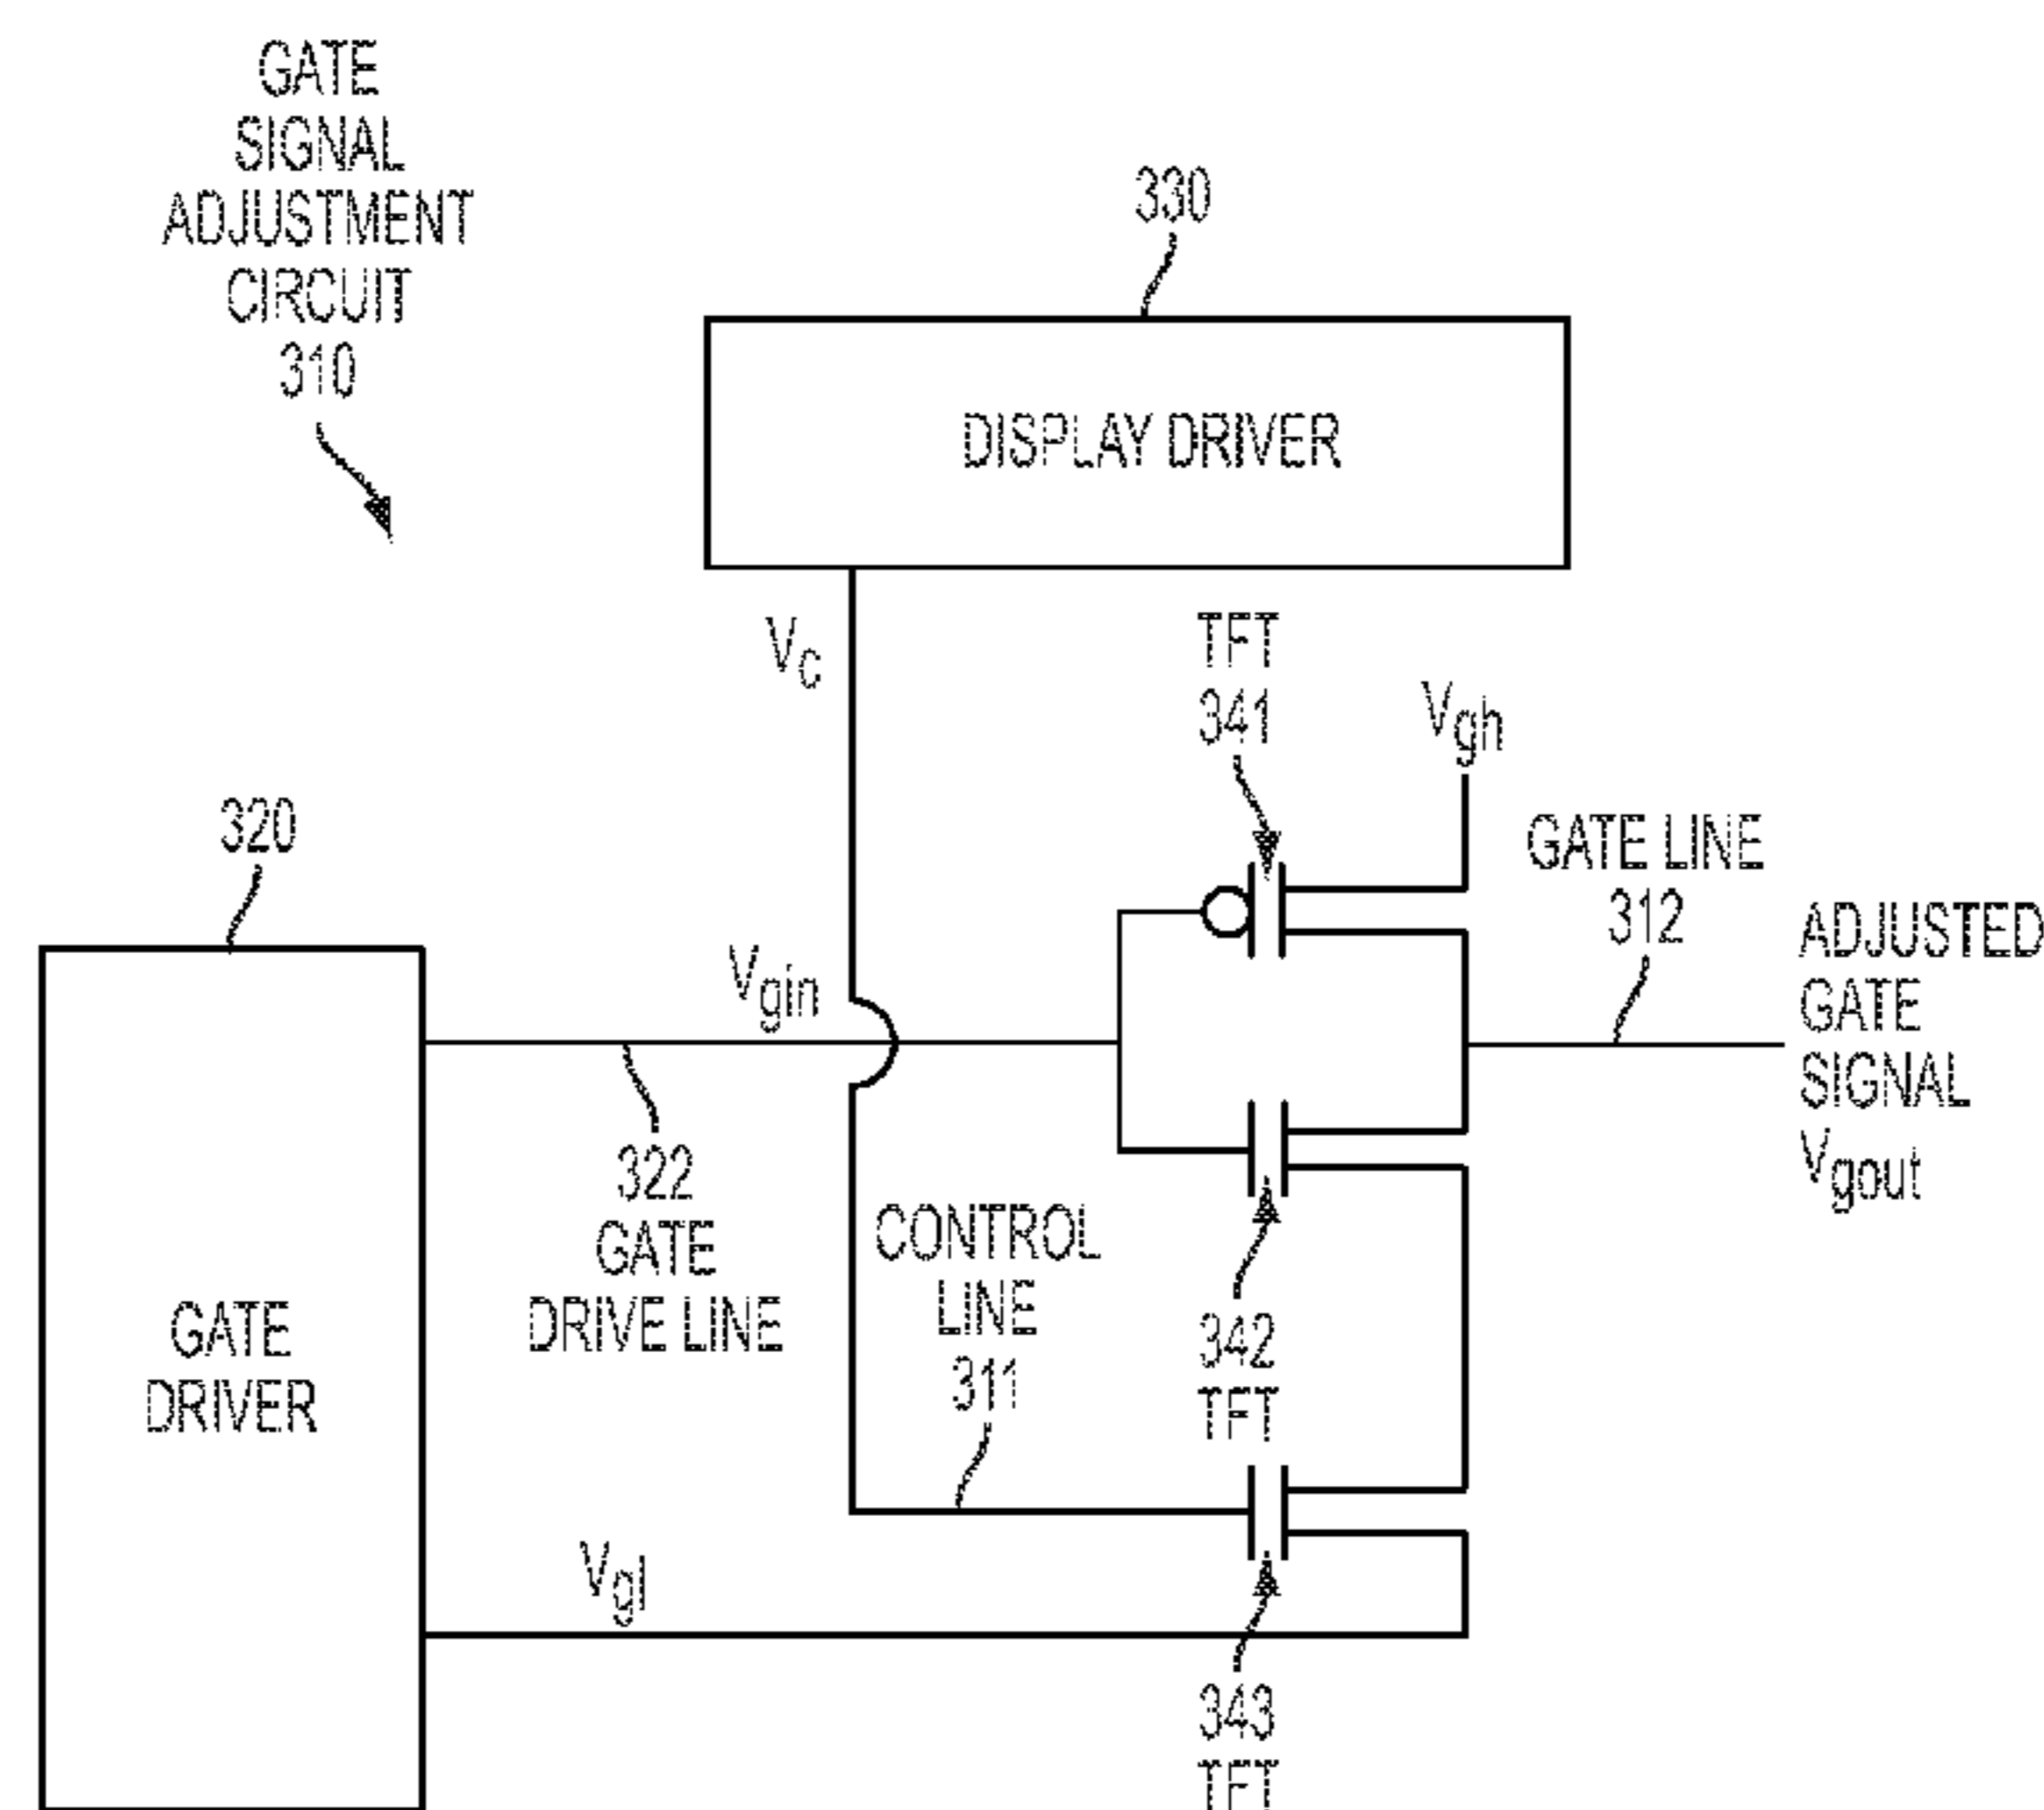 GATE
SIGNAL
ADJUSTMENT
CIRCUIT
310
330
DISPLAY DRIVER
Vc
TFT
341
Vgh
320
GATE LINE
312
Vgin
ADJUSTED
GATE
SIGNAL
Vgout
322
GATE
DRIVE LINE
CONTROL
LINE
311
342
TFT
GATE
DRIVER
Vgl
343
TFT